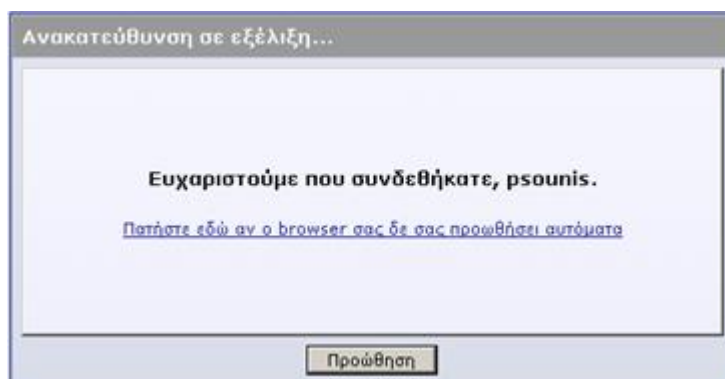 Ανακατεύθυνση σε εξέλιξη...
Ευχαριστούμε που συνδεθήκατε, psounis.
Πατήστε εδώ αν ο browser σας δε σας προωθήσει αυτόματα
Προώθηση